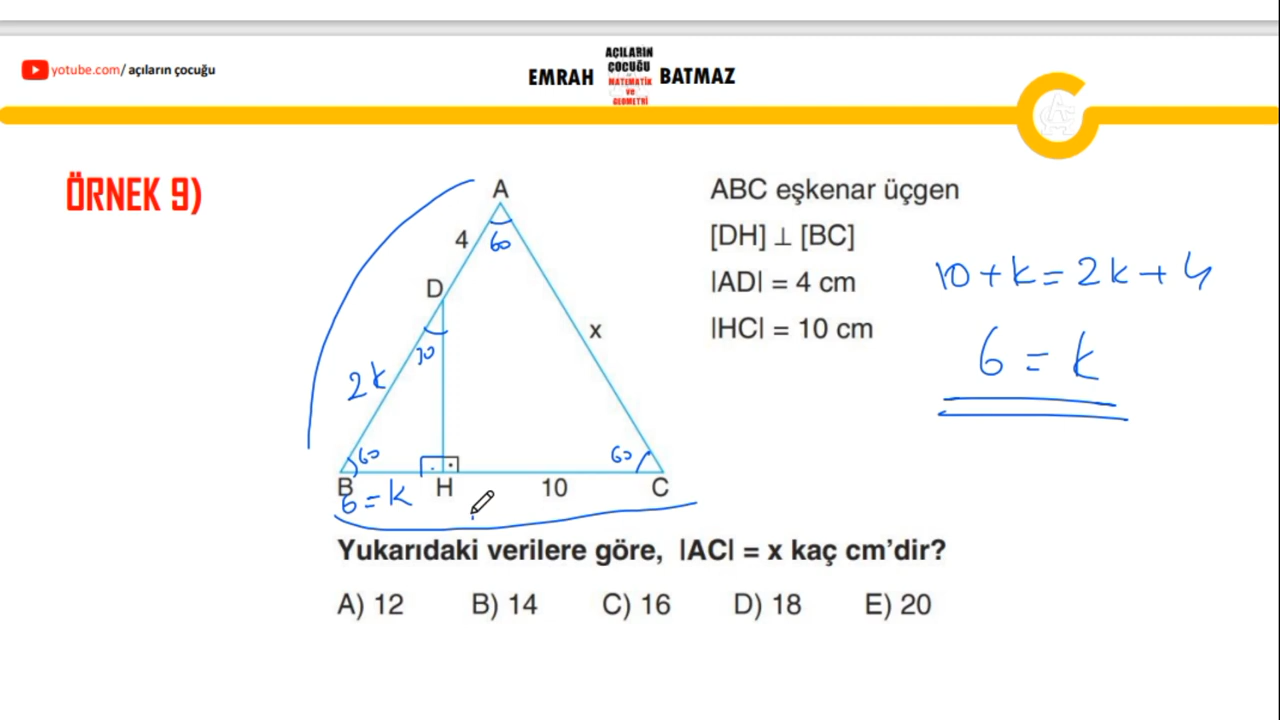 yotube.com/ açıların çocuğu
EMRAH
AÇILARIN
ÇOCUĞU
MATEMATİK
ve
GEOMETRİ
BATMAZ
ÖRNEK 9)
A
4
60
D
x
30
2k
60
60
B
H
10
C
6 = k
ABC eşkenar üçgen
[DH] ⊥ [BC]
|AD| = 4 cm
|HC| = 10 cm
10 + k = 2k + 4
6 = k
Yukarıdaki verilere göre, |AC| = x kaç cm'dir?
A) 12 B) 14 C) 16 D) 18 E) 20